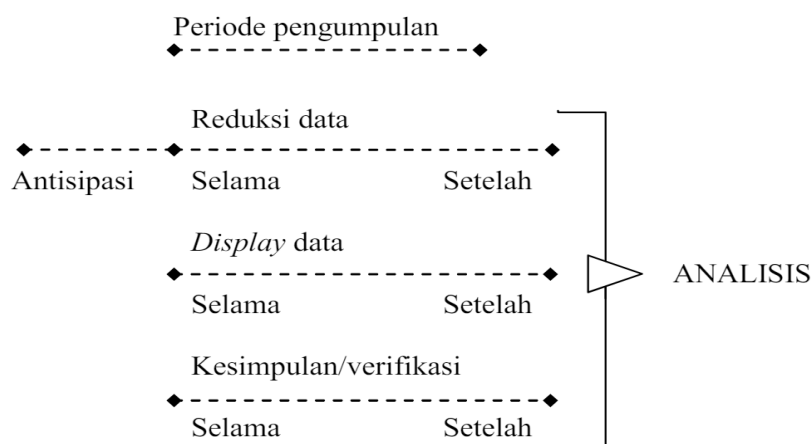 Periode pengumpulan
Reduksi data
Antisipasi Selama Setelah
Display data
Selama Setelah
ANALISIS
Kesimpulan/verifikasi
Selama Setelah